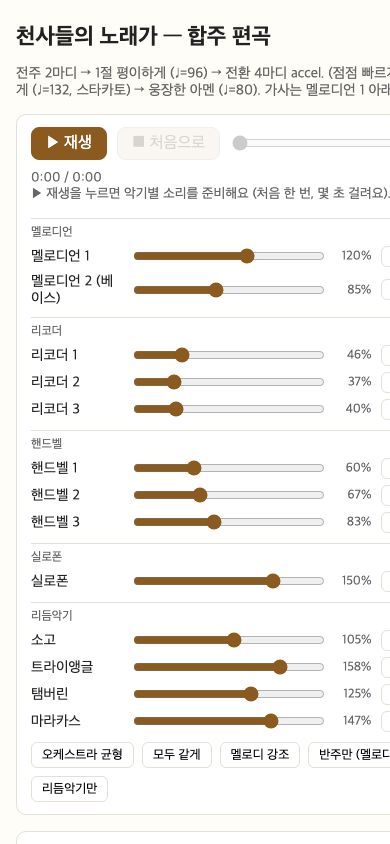 천사들의 노래가 — 합주 편곡
전주 2마디 → 1절 평이하게 (♩=96) → 전환 4마디 accel. (점점 빠르
게 (♩=132, 스타카토) → 웅장한 아멘 (♩=80). 가사는 멜로디언 1 아래
▶ 재생
■ 처음으로
0:00 / 0:00
▶ 재생을 누르면 악기별 소리를 준비해요 (처음 한 번, 몇 초 걸려요).
멜로디언
멜로디언 1 120%
멜로디언 2 (베
이스) 85%
리코더
리코더 1 46%
리코더 2 37%
리코더 3 40%
핸드벨
핸드벨 1 60%
핸드벨 2 67%
핸드벨 3 83%
실로폰
실로폰 150%
리듬악기
소고 105%
트라이앵글 158%
탬버린 125%
마라카스 147%
오케스트라 균형
모두 같게
멜로디 강조
반주만 (멜로디
리듬악기만